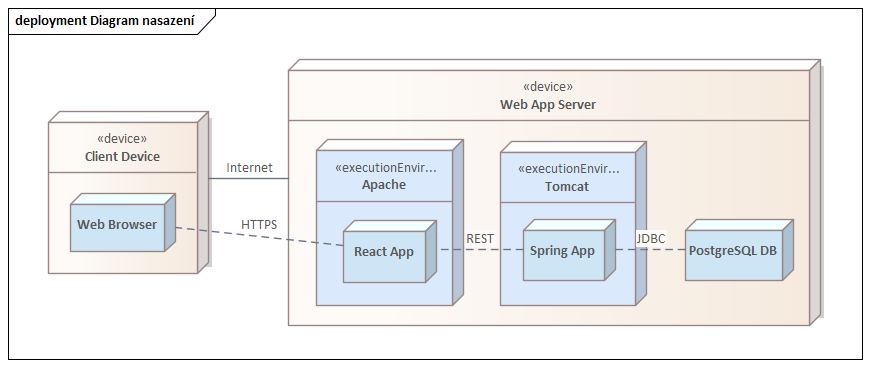 deployment Diagram nasazení
«device»
Web App Server
«device»
Client Device
Internet
«executionEnvir...
Apache
«executionEnvir...
Tomcat
Web Browser
HTTPS
React App
REST
Spring App
JDBC
PostgreSQL DB